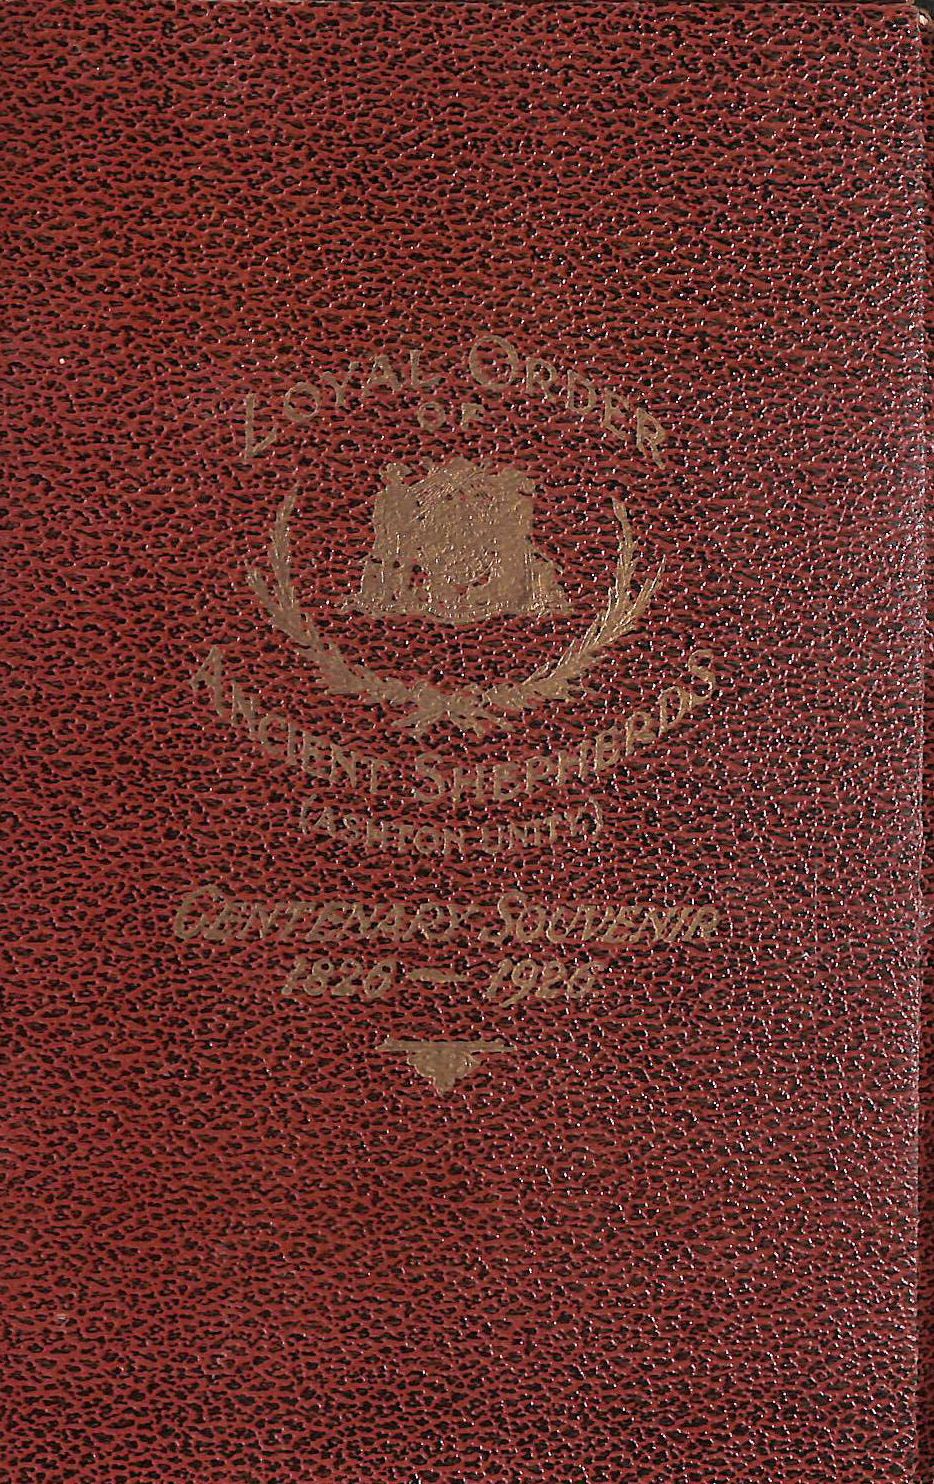 LOYAL ORDER
OF
ANCIENT SHEPHERDS
(ASHTON UNITY)
CENTENARY SOUVENIR
1826 — 1926